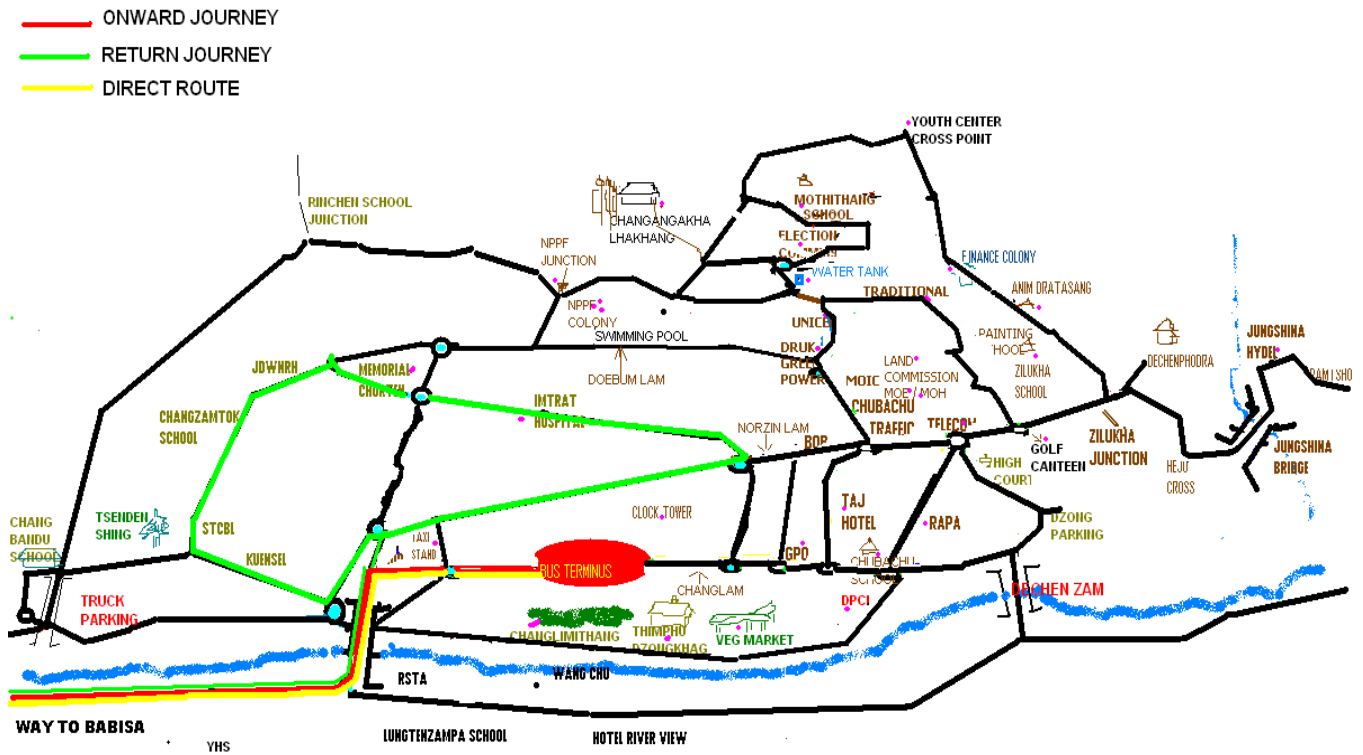 ONWARD JOURNEY
RETURN JOURNEY
DIRECT ROUTE
YOUTH CENTER
CROSS POINT
RINCHEN SCHOOL
JUNCTION
MOTHITHANG
SCHOOL
CHANGANGAKHA
LHAKHANG
ELECTION
NPPF
JUNCTION
WATER TANK
FINANCE COLONY
TRADITIONAL
ANIM DRATASANG
NPPF
COLONY
SWIMMING POOL
UNICE
PAINTING
JUNGSHINA
HYDEL
DECHENPHODRA
DRUK
GREEN
POWER
LAND
COMMISSION
MOE / MOH
MOIC
ZILUKHA
SCHOOL
JDWNRH
MEMORIAL
DOEBUM LAM
CHANGZAMTOK
SCHOOL
IMTRAT
HOSPITAL
CHUBACHU
TRAFFIC
TELECOM
NORZIN LAM
BOP
GOLF
CANTEEN
ZILUKHA
JUNCTION
HEJU
CROSS
JUNGSHINA
BRIDGE
HIGH
COURT
TSENDEN
SHING
STCBL
CHANG
BANDU
SCHOOL
KUENSEL
TAXI
STAND
CLOCK TOWER
TAJ
HOTEL
RAPA
DZONG
PARKING
GPO
CHUBACHU
SCHOOL
BUS TERMINUS
CHANGLAM
TRUCK
PARKING
DPCI
DECHEN ZAM
CHANGLIMITHANG
THIMPHU
DZONGKHAG
VEG MARKET
RSTA
WANG CHU
WAY TO BABISA
YHS
LUNGTENZAMPA SCHOOL
HOTEL RIVER VIEW